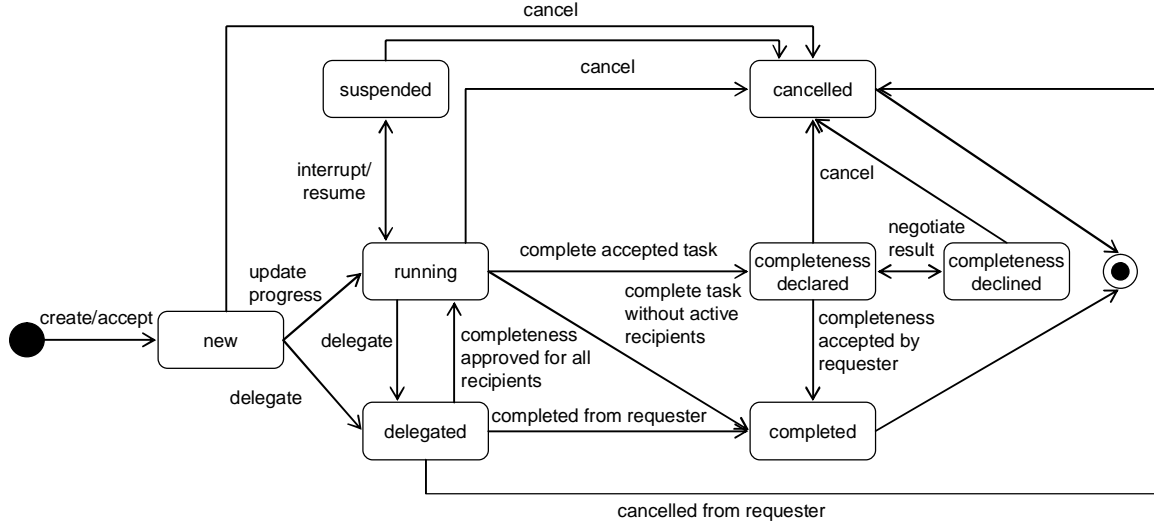 cancel
suspended
cancel
cancelled
interrupt/
resume
cancel
update
progress
running
complete accepted task
completeness
declared
negotiate
result
completeness
declined
create/accept
new
delegate
completeness
approved for all
recipients
complete task
without active
recipients
completeness
accepted by
requester
delegate
delegated
completed from requester
completed
cancelled from requester